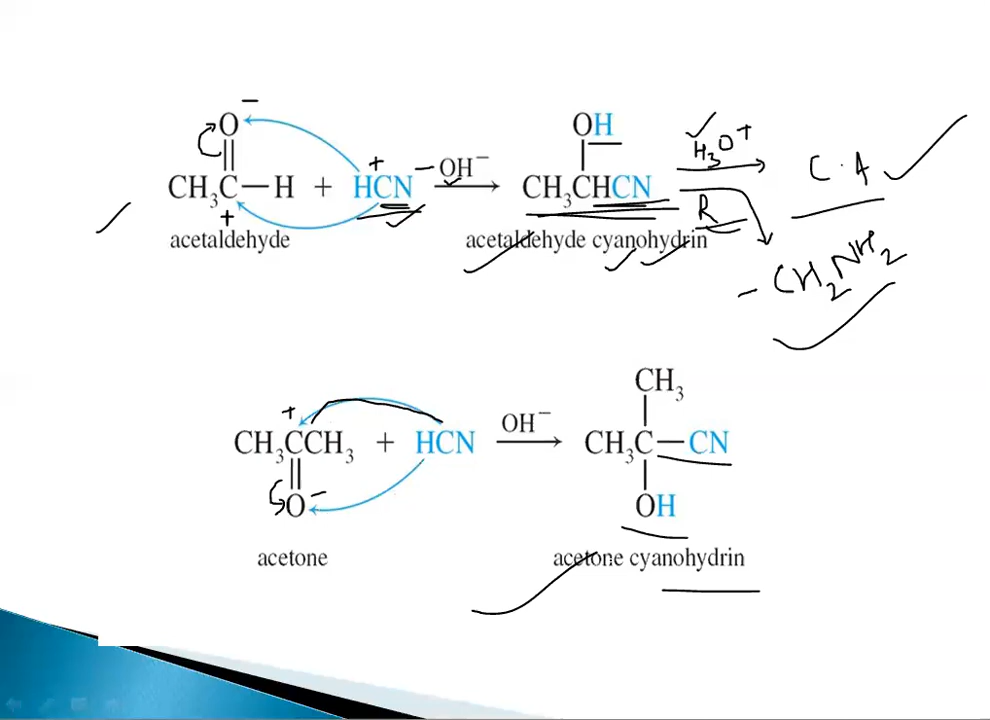 O−
OH
H₃O+
CH₃C—H + HCN −OH⁻ CH₃CHCN C·A
+ +
acetaldehyde acetaldehyde cyanohydrin R
− CH₂NH₂
CH₃
+
CH₃CCH₃ + HCN OH⁻ CH₃C—CN
O−
OH
acetone acetone cyanohydrin